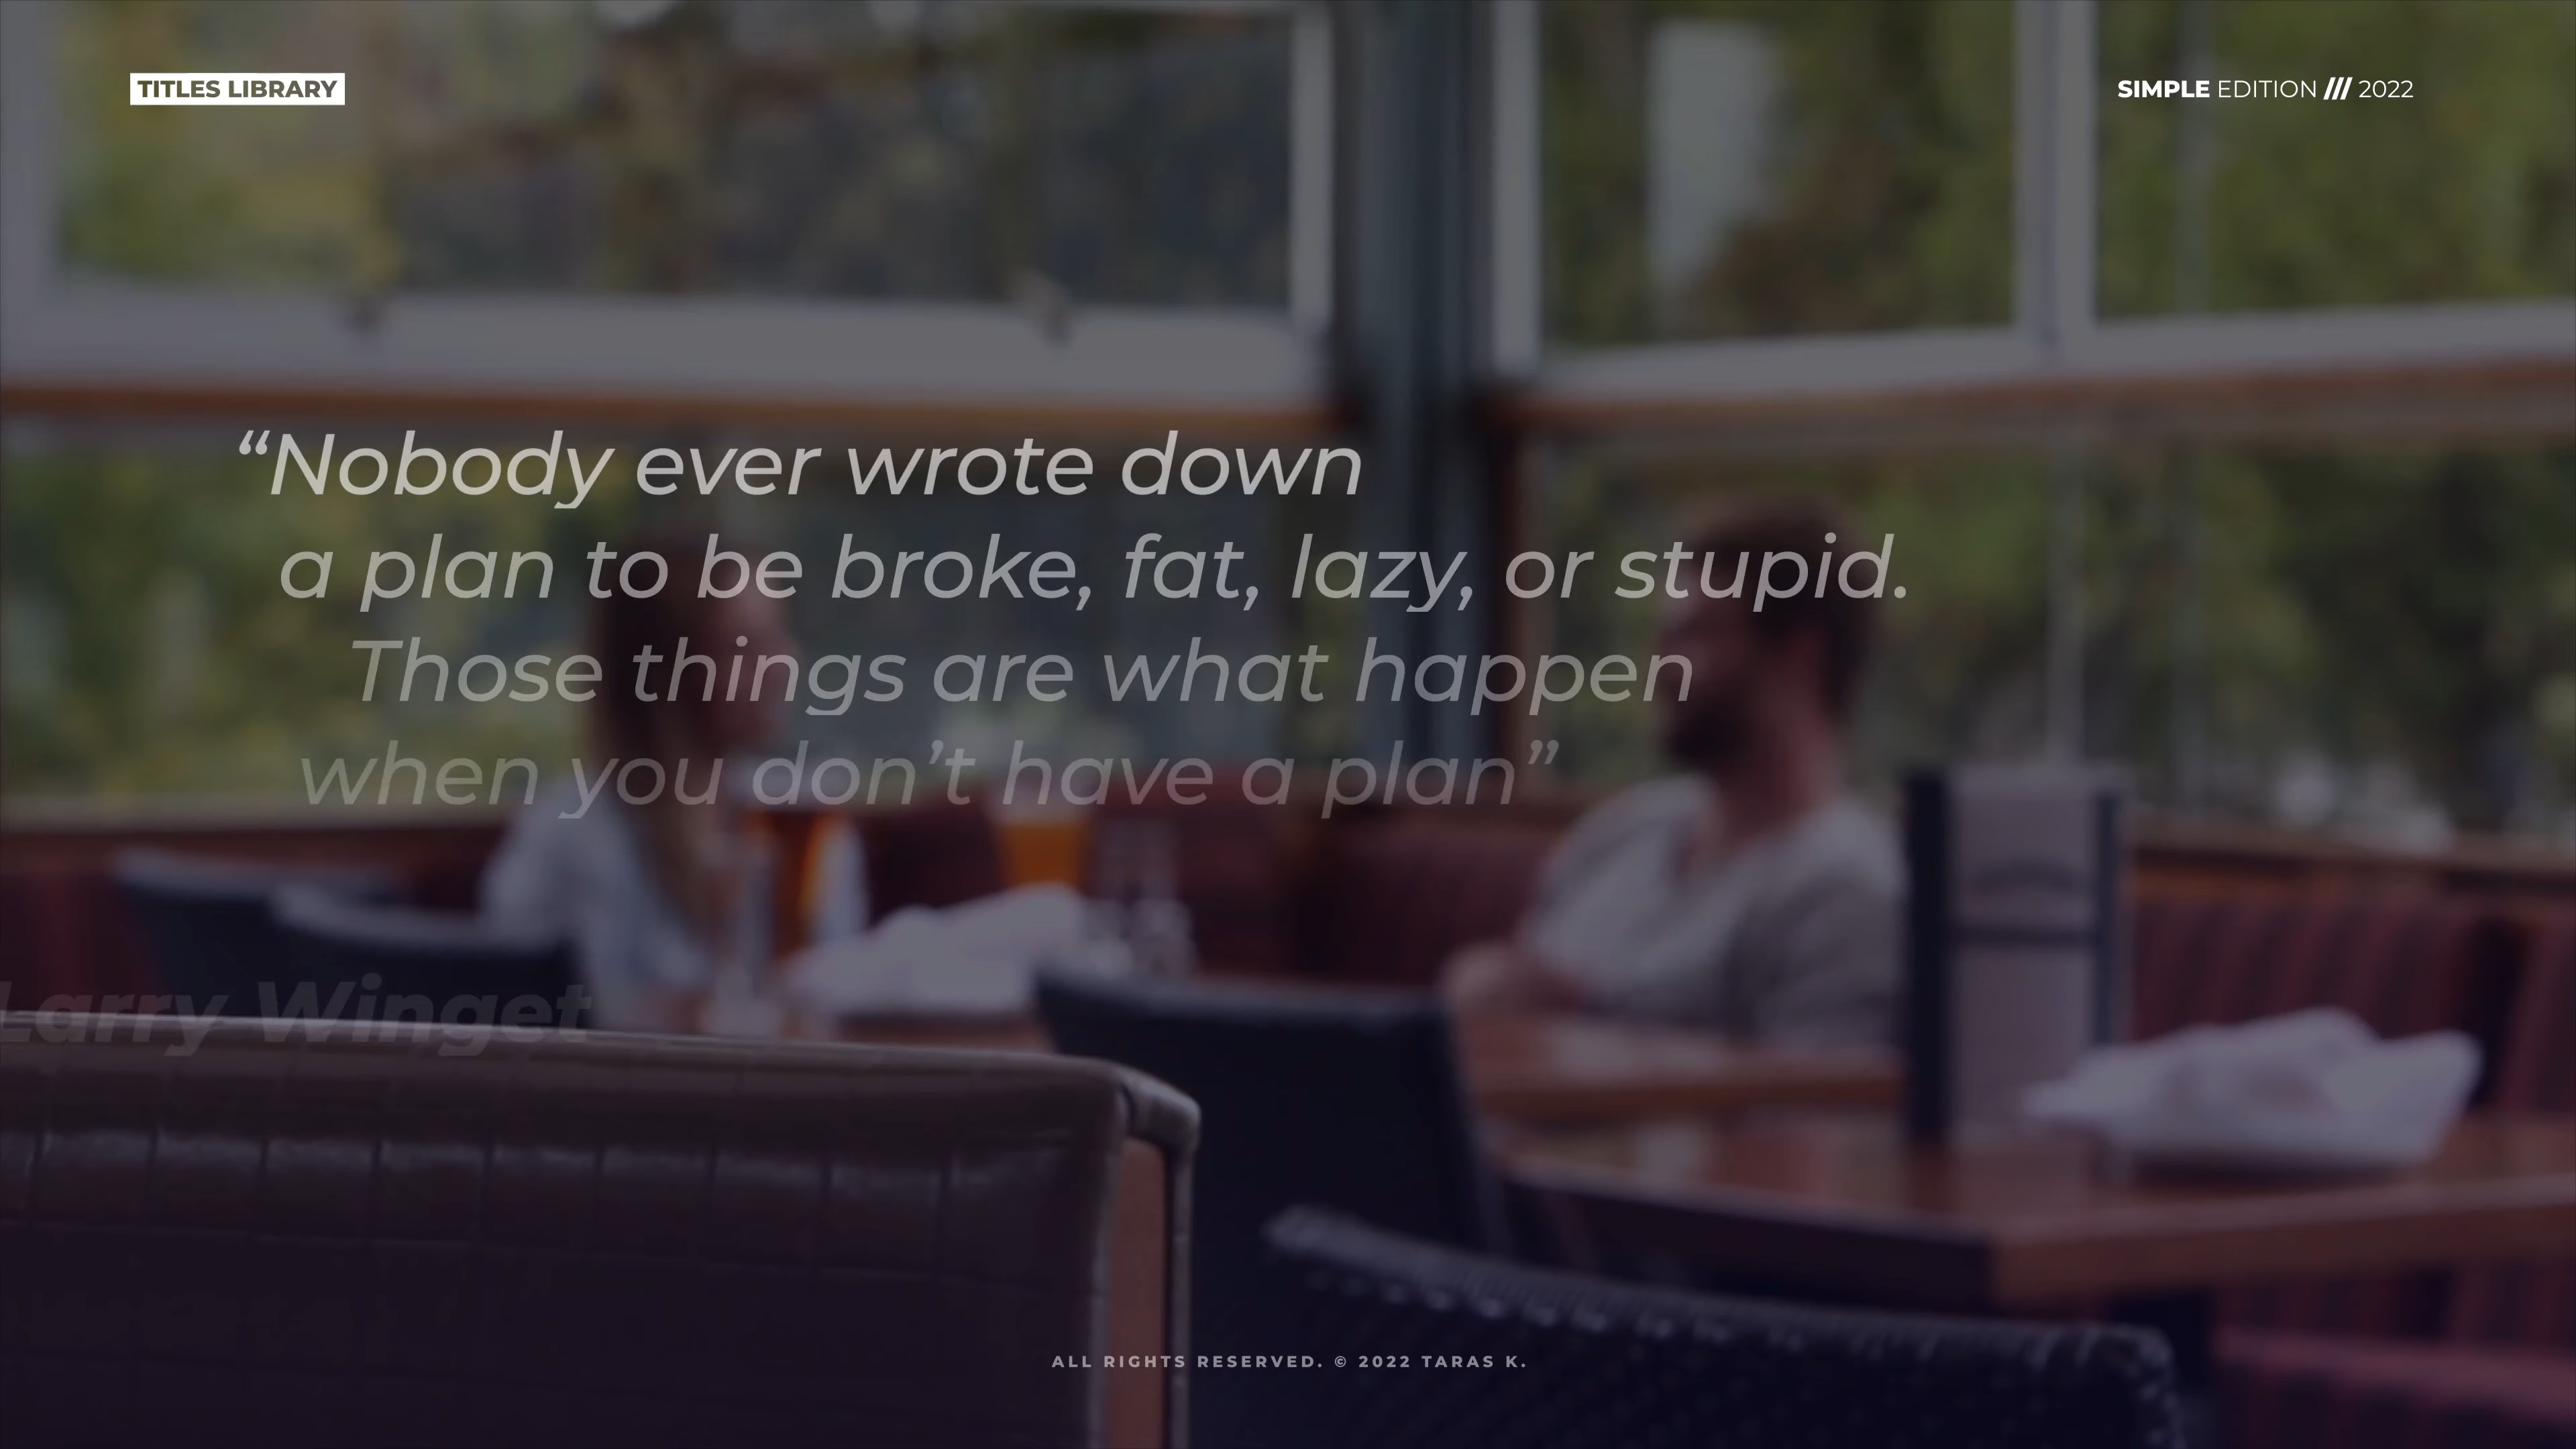 TITLES LIBRARY
SIMPLE EDITION /// 2022
“Nobody ever wrote down
a plan to be broke, fat, lazy, or stupid.
Those things are what happen
when you don’t have a plan”
Larry Winget
ALL RIGHTS RESERVED. © 2022 TARAS K.